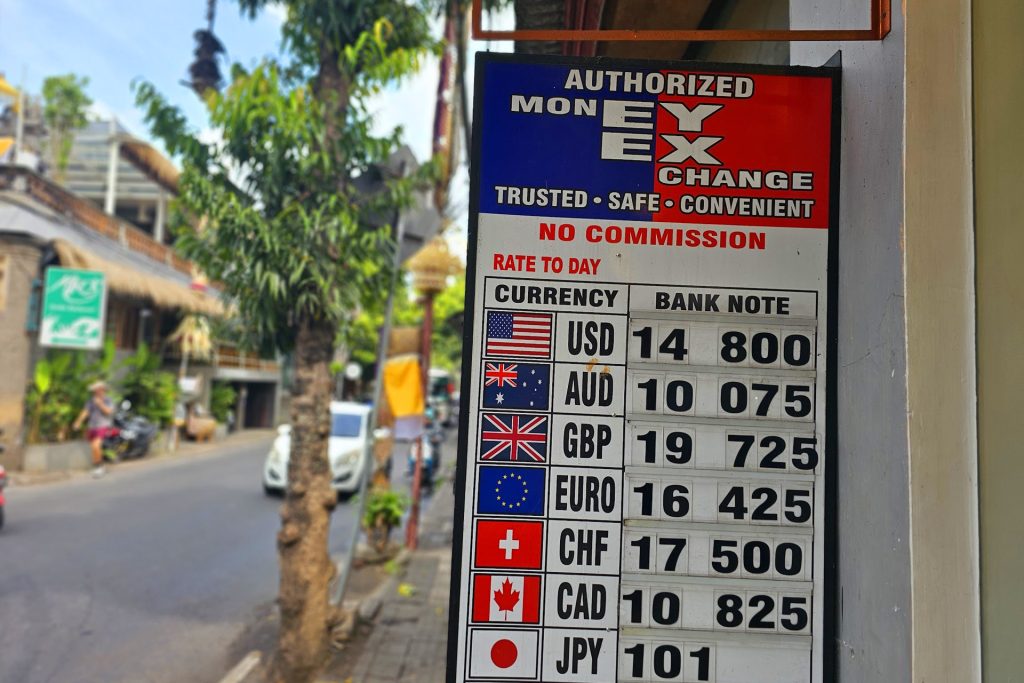 AUTHORIZED
MONEY
EXCHANGE
TRUSTED • SAFE • CONVENIENT
NO COMMISSION
RATE TO DAY
CURRENCY BANK NOTE
USD 14 800
AUD 10 075
GBP 19 725
EURO 16 425
CHF 17 500
CAD 10 825
JPY 101